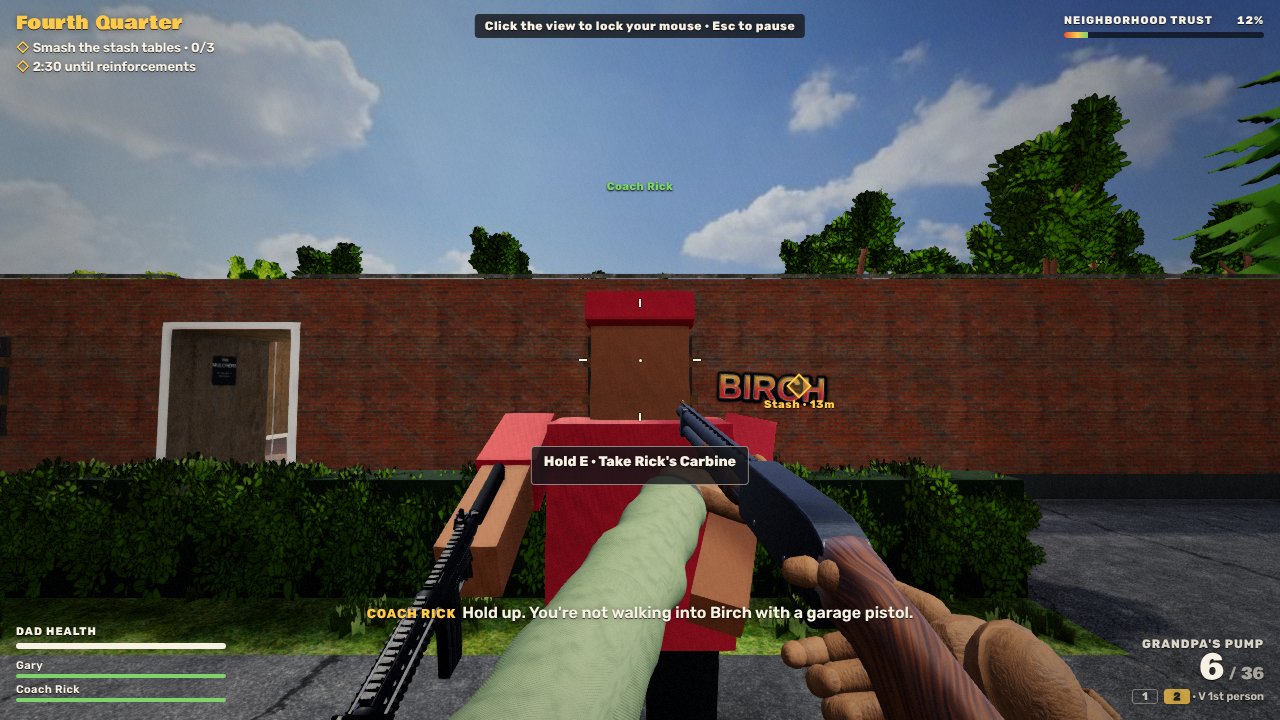 Fourth Quarter
Smash the stash tables • 0/3
2:30 until reinforcements
Click the view to lock your mouse • Esc to pause
NEIGHBORHOOD TRUST 12%
Coach Rick
BIRCH
Stash • 13m
Hold E • Take Rick's Carbine
COACH RICK Hold up. You're not walking into Birch with a garage pistol.
DAD HEALTH
Gary
Coach Rick
GRANDPA'S PUMP
6 / 36
1 2 • V 1st person